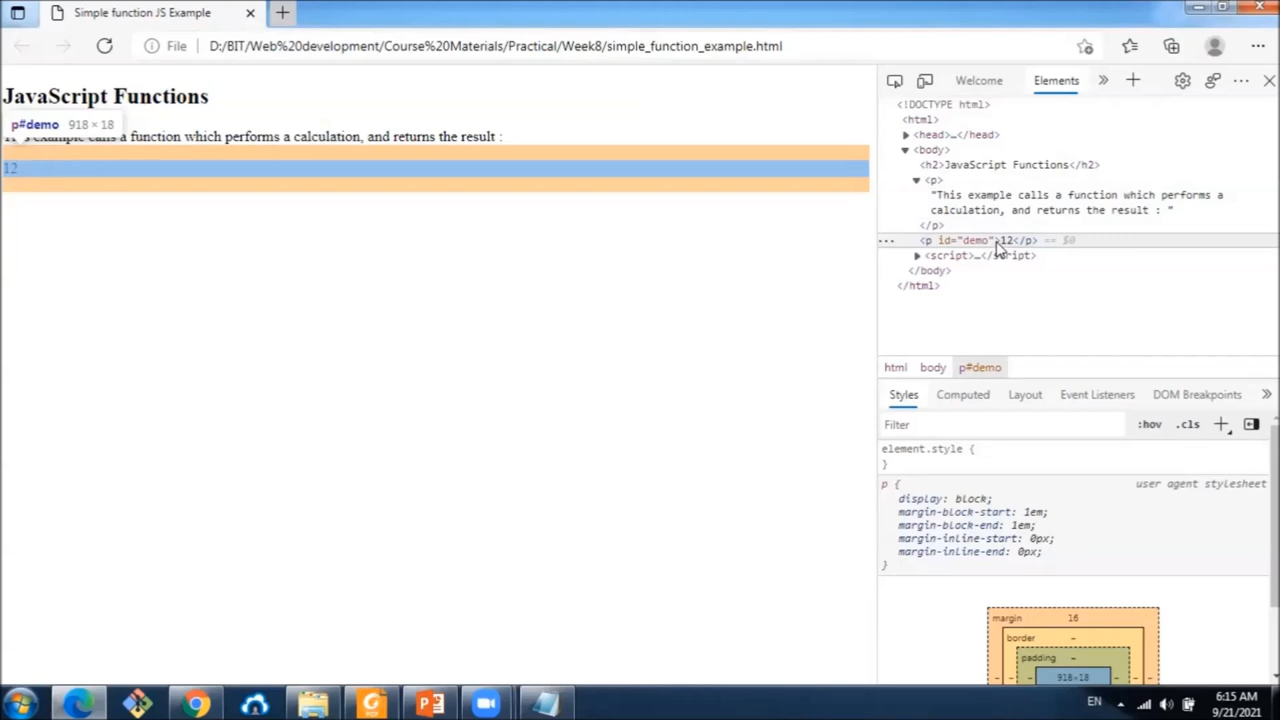 Simple function JS Example
File
D:/BIT/Web%20development/Course%20Materials/Practical/Week8/simple_function_example.html
JavaScript Functions
p#demo 918 × 18
example calls a function which performs a calculation, and returns the result :
12
Welcome
Elements
<!DOCTYPE html>
<html>
<head>…</head>
<body>
<h2>JavaScript Functions</h2>
<p>
"This example calls a function which performs a
calculation, and returns the result : "
</p>
<p id="demo">12</p> == $0
<script>…</script>
</body>
</html>
html body p#demo
Styles Computed Layout Event Listeners DOM Breakpoints
Filter
:hov .cls
element.style {
}
p { user agent stylesheet
display: block;
margin-block-start: 1em;
margin-block-end: 1em;
margin-inline-start: 0px;
margin-inline-end: 0px;
}
margin 16
border -
padding -
918×18
EN
6:15 AM
9/21/2021